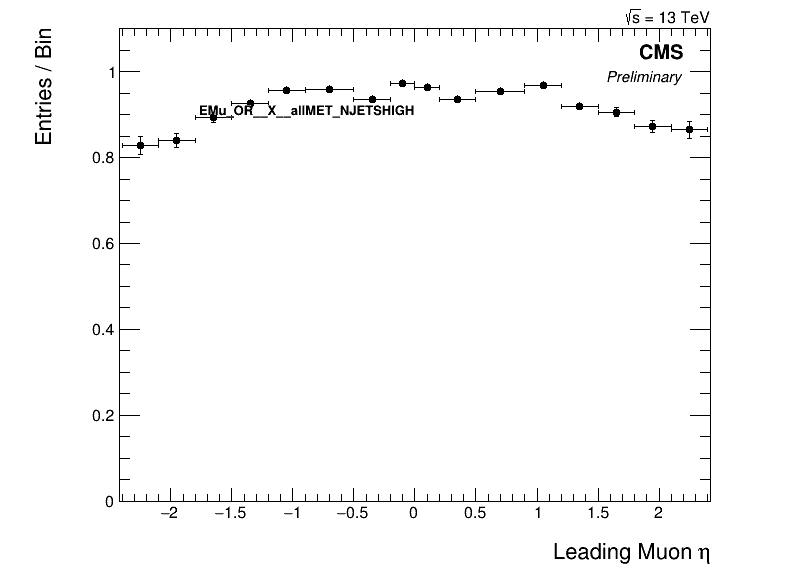 √s = 13 TeV
CMS
Preliminary
Entries / Bin
EMu_OR__X__allMET_NJETSHIGH
1
0.8
0.6
0.4
0.2
0
−2 −1.5 −1 −0.5 0 0.5 1 1.5 2
Leading Muon η